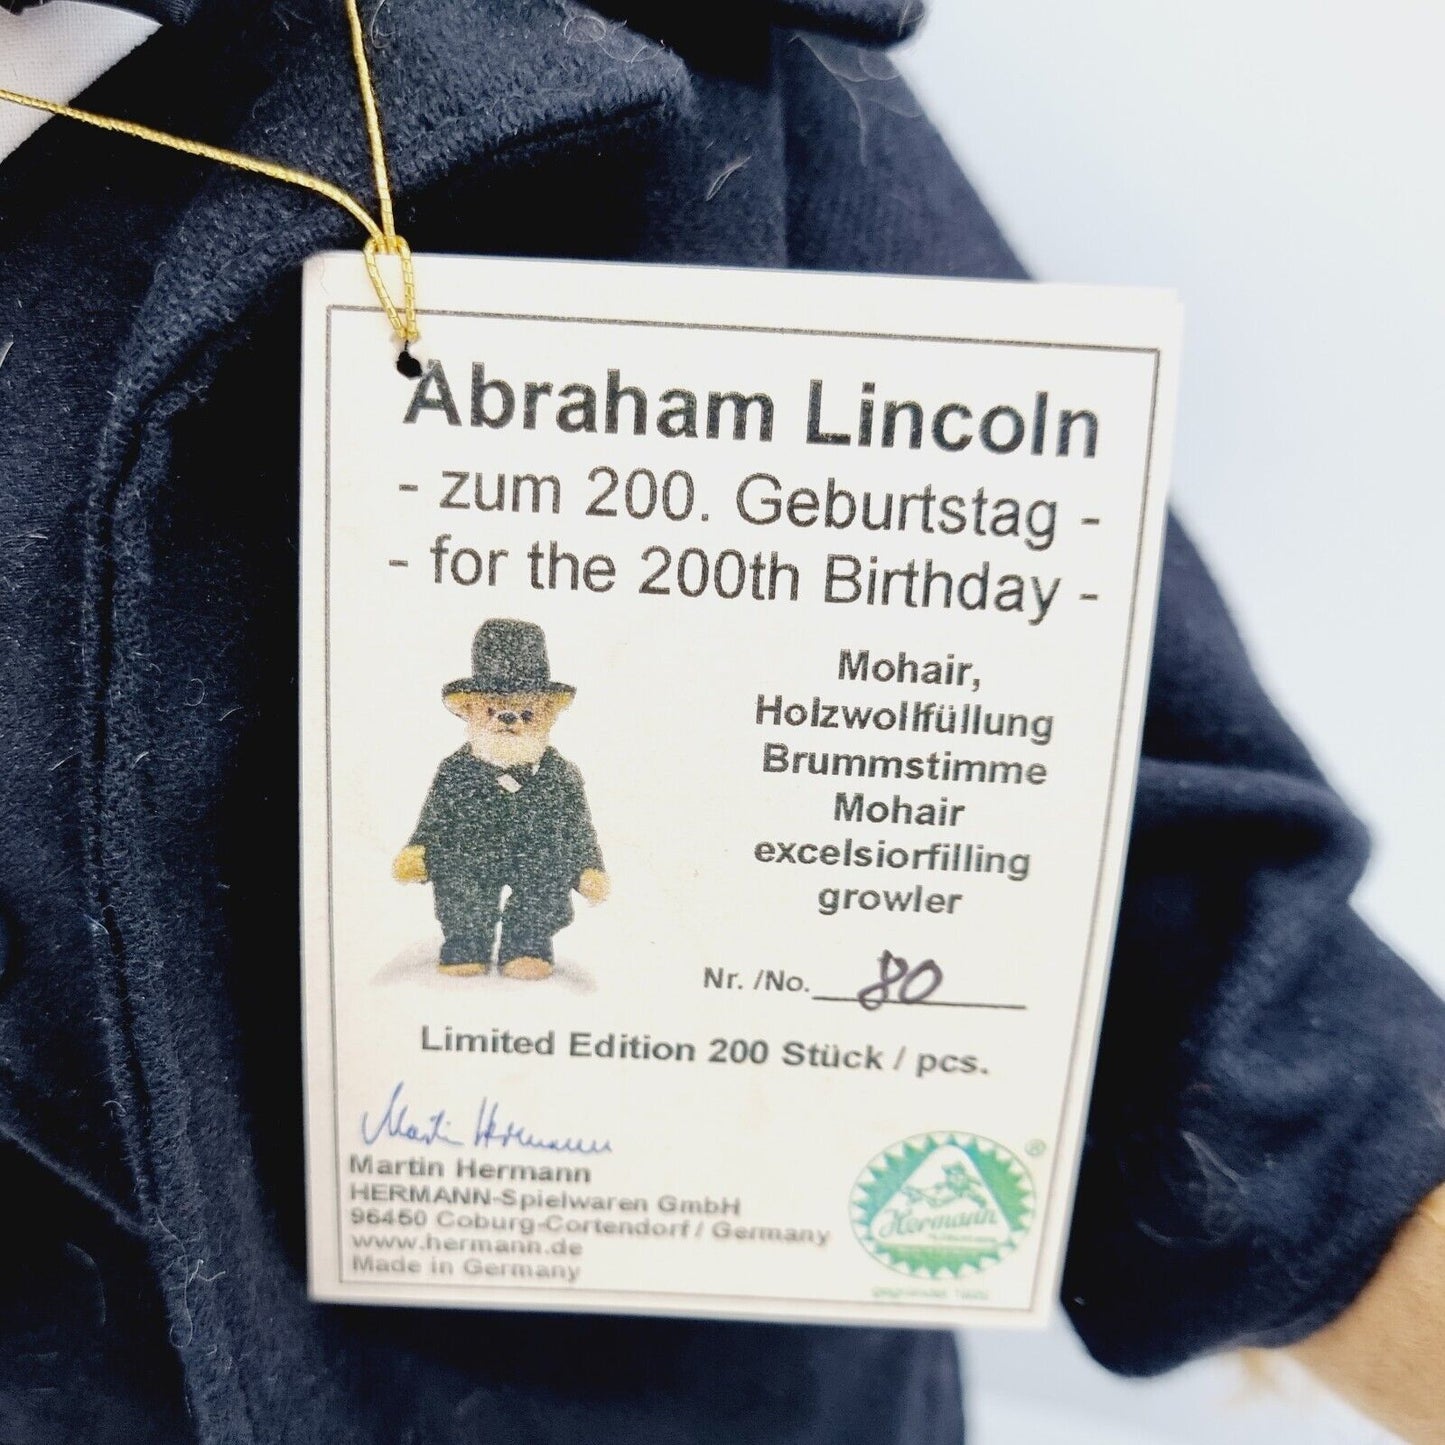 Abraham Lincoln
- zum 200. Geburtstag -
- for the 200th Birthday -
Mohair,
Holzwollfüllung
Brummstimme
Mohair
excelsiorfilling
growler
Nr. /No. 80
Limited Edition 200 Stück / pcs.
Martin Hermann
Martin Hermann
HERMANN-Spielwaren GmbH
96450 Coburg-Cortendorf / Germany
www.hermann.de
Made in Germany
®
Hermann